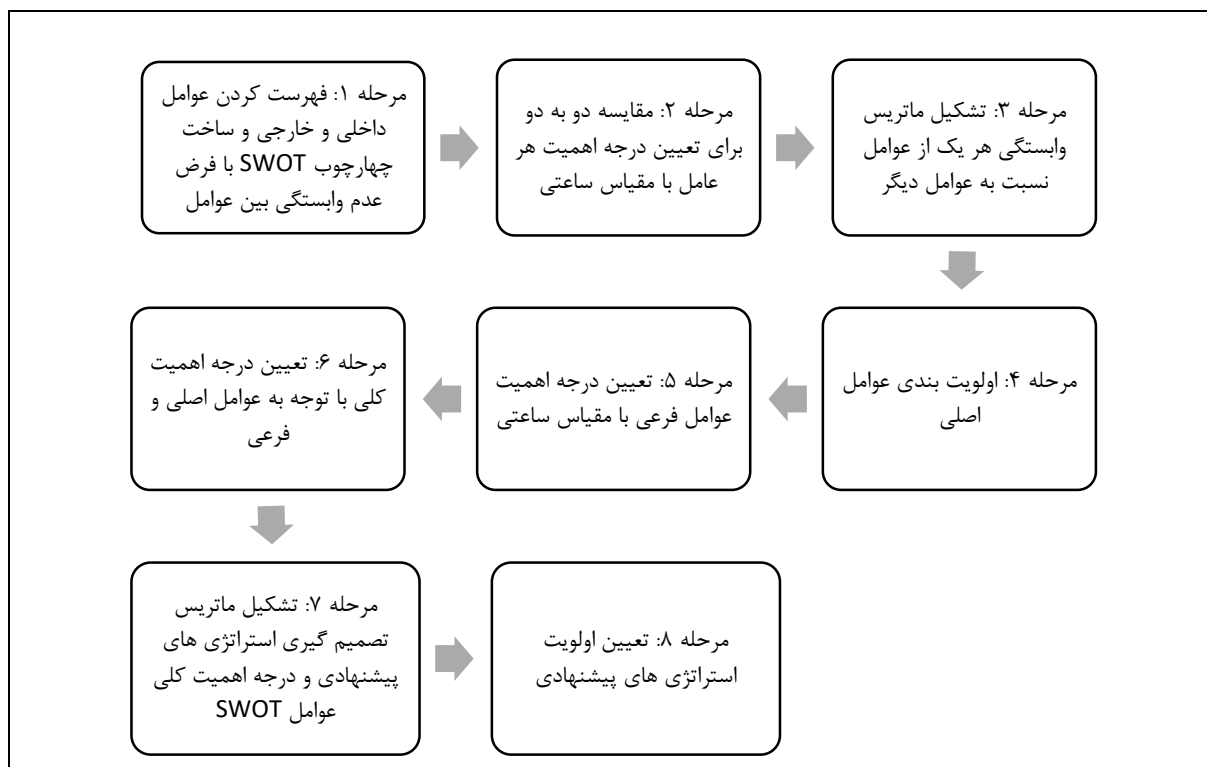 مرحله ۱: فهرست کردن عوامل
داخلی و خارجی و ساخت
چهارچوب SWOT با فرض
عدم وابستگی بین عوامل
مرحله ۲: مقایسه دو به دو
برای تعیین درجه اهمیت هر
عامل با مقیاس ساعتی
مرحله ۳: تشکیل ماتریس
وابستگی هر یک از عوامل
نسبت به عوامل دیگر
مرحله ۴: اولویت بندی عوامل
اصلی
مرحله ۵: تعیین درجه اهمیت
عوامل فرعی با مقیاس ساعتی
مرحله ۶: تعیین درجه اهمیت
کلی با توجه به عوامل اصلی و
فرعی
مرحله ۷: تشکیل ماتریس
تصمیم گیری استراتژی های
پیشنهادی و درجه اهمیت کلی
عوامل SWOT
مرحله ۸: تعیین اولویت
استراتژی های پیشنهادی